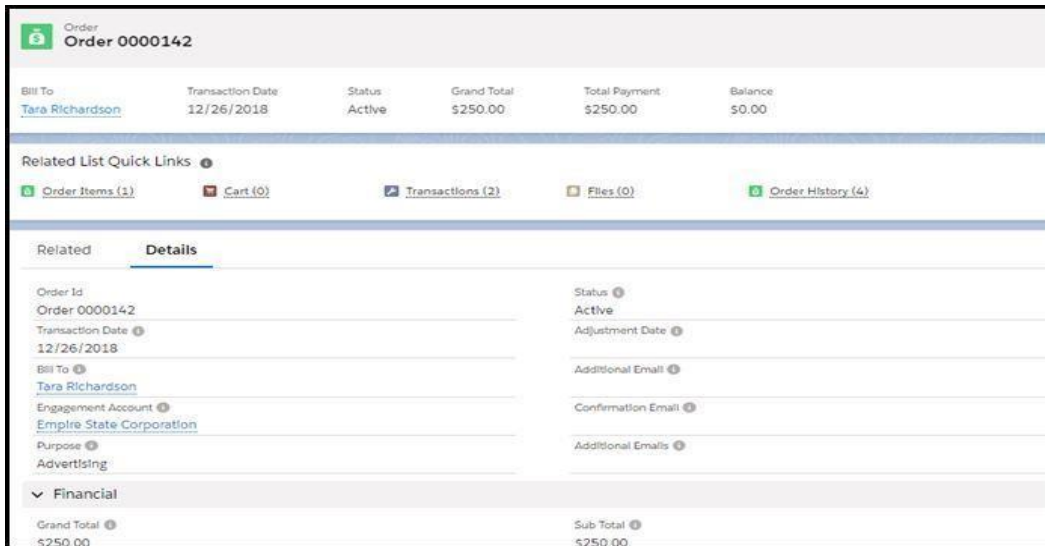 Order
Order 0000142
Bill To Transaction Date Status Grand Total Total Payment Balance
Tara Richardson 12/26/2018 Active $250.00 $250.00 $0.00
Related List Quick Links
Order Items (1) Cart (0) Transactions (2) Files (0) Order History (4)
Related Details
Order Id Status
Order 0000142 Active
Transaction Date Adjustment Date
12/26/2018
Bill To Additional Email
Tara Richardson
Engagement Account Confirmation Email
Empire State Corporation
Purpose Additional Emails
Advertising
Financial
Grand Total Sub Total
$250.00 $250.00